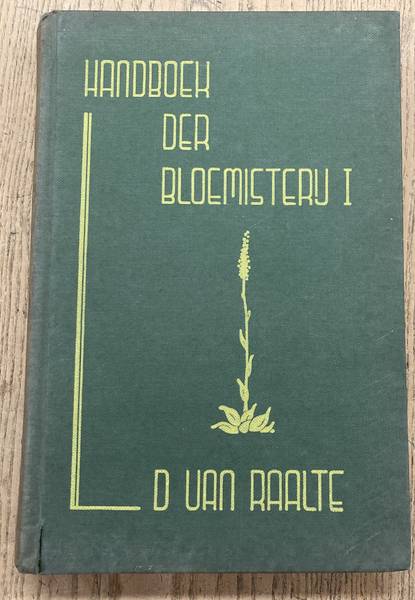 HANDBOEK
DER
BLOEMISTERIJ I
D VAN RAALTE